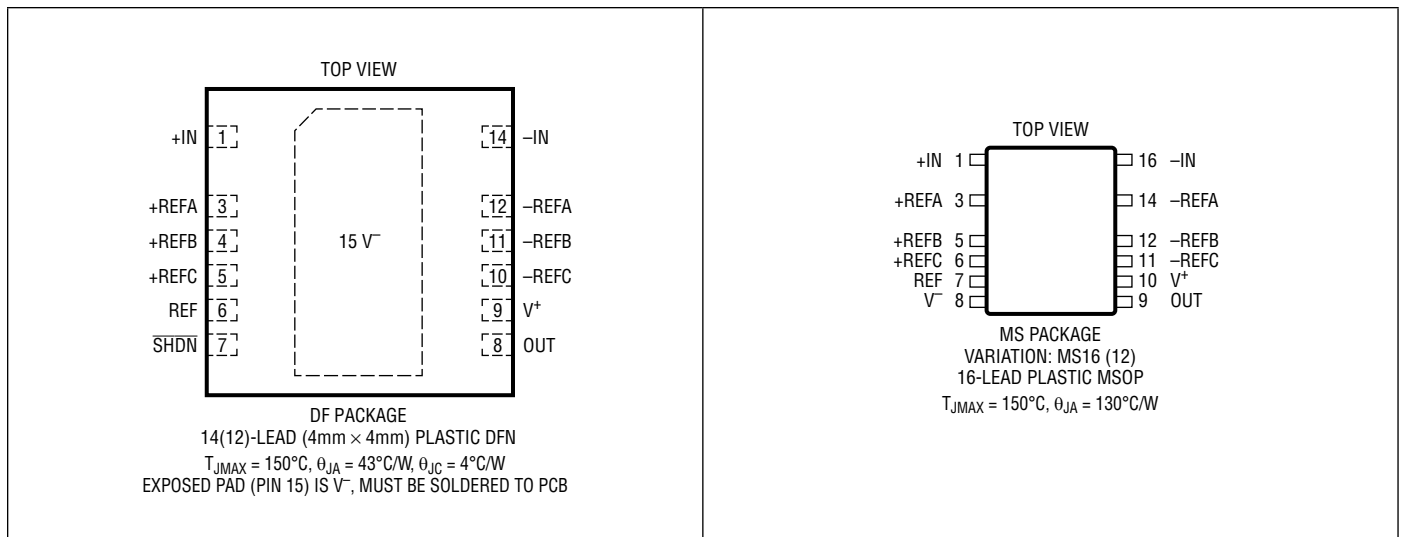 TOP VIEW
+IN 1 14 –IN
+REFA 3 12 –REFA
+REFB 4 15 V– 11 –REFB
+REFC 5 10 –REFC
REF 6 9 V+
SHDN 7 8 OUT
DF PACKAGE
14(12)-LEAD (4mm × 4mm) PLASTIC DFN
TJMAX = 150°C, θJA = 43°C/W, θJC = 4°C/W
EXPOSED PAD (PIN 15) IS V–, MUST BE SOLDERED TO PCB
TOP VIEW
+IN 1 16 –IN
+REFA 3 14 –REFA
+REFB 5 12 –REFB
+REFC 6 11 –REFC
REF 7 10 V+
V– 8 9 OUT
MS PACKAGE
VARIATION: MS16 (12)
16-LEAD PLASTIC MSOP
TJMAX = 150°C, θJA = 130°C/W